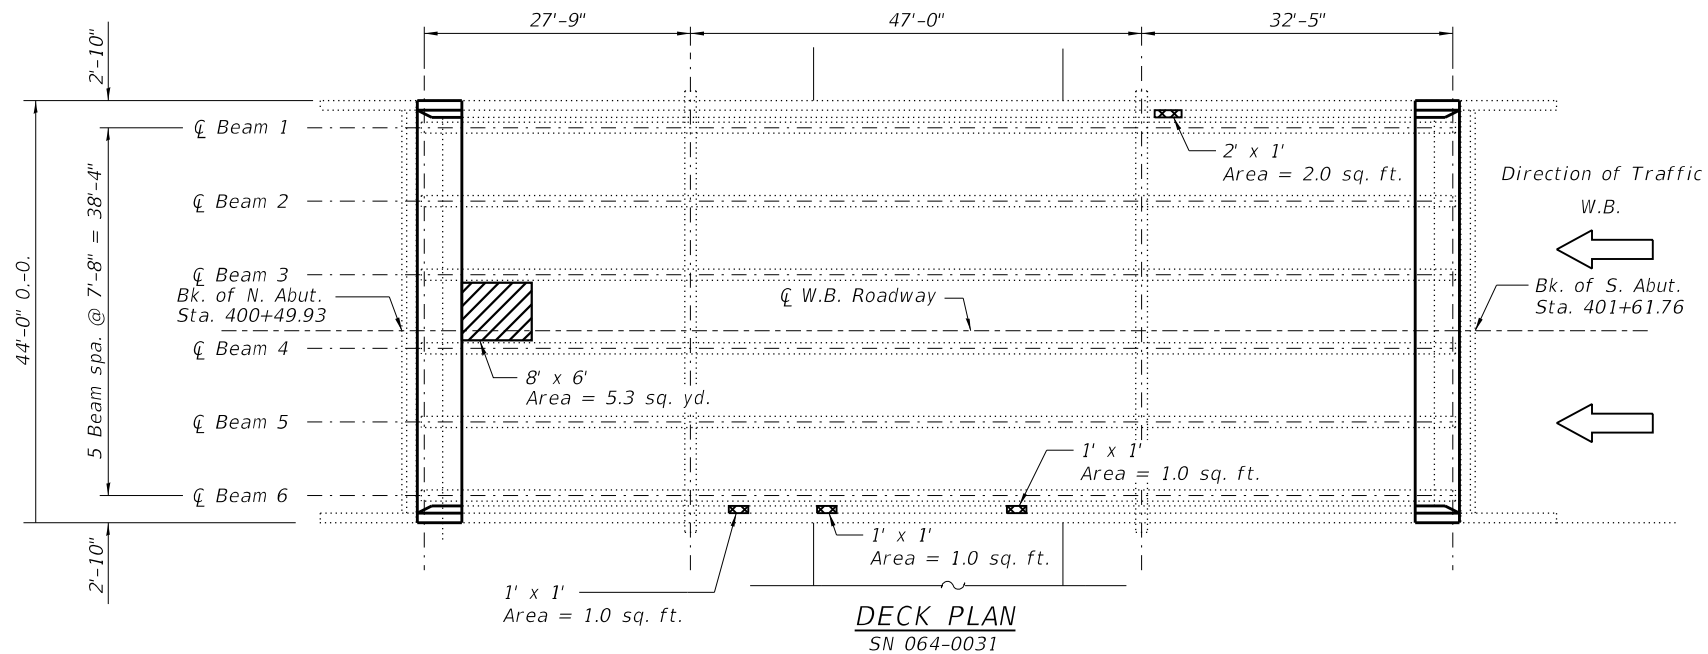 27'-9"
47'-0"
32'-5"
2'-10"
44'-0" O.-O.
5 Beam spa. @ 7'-8" = 38'-4"
2'-10"
℄ Beam 1
℄ Beam 2
℄ Beam 3
Bk. of N. Abut.
Sta. 400+49.93
℄ Beam 4
℄ Beam 5
℄ Beam 6
2' x 1'
Area = 2.0 sq. ft.
Direction of Traffic
W.B.
℄ W.B. Roadway
Bk. of S. Abut.
Sta. 401+61.76
8' x 6'
Area = 5.3 sq. yd.
1' x 1'
Area = 1.0 sq. ft.
1' x 1'
Area = 1.0 sq. ft.
1' x 1'
Area = 1.0 sq. ft.
DECK PLAN
SN 064-0031